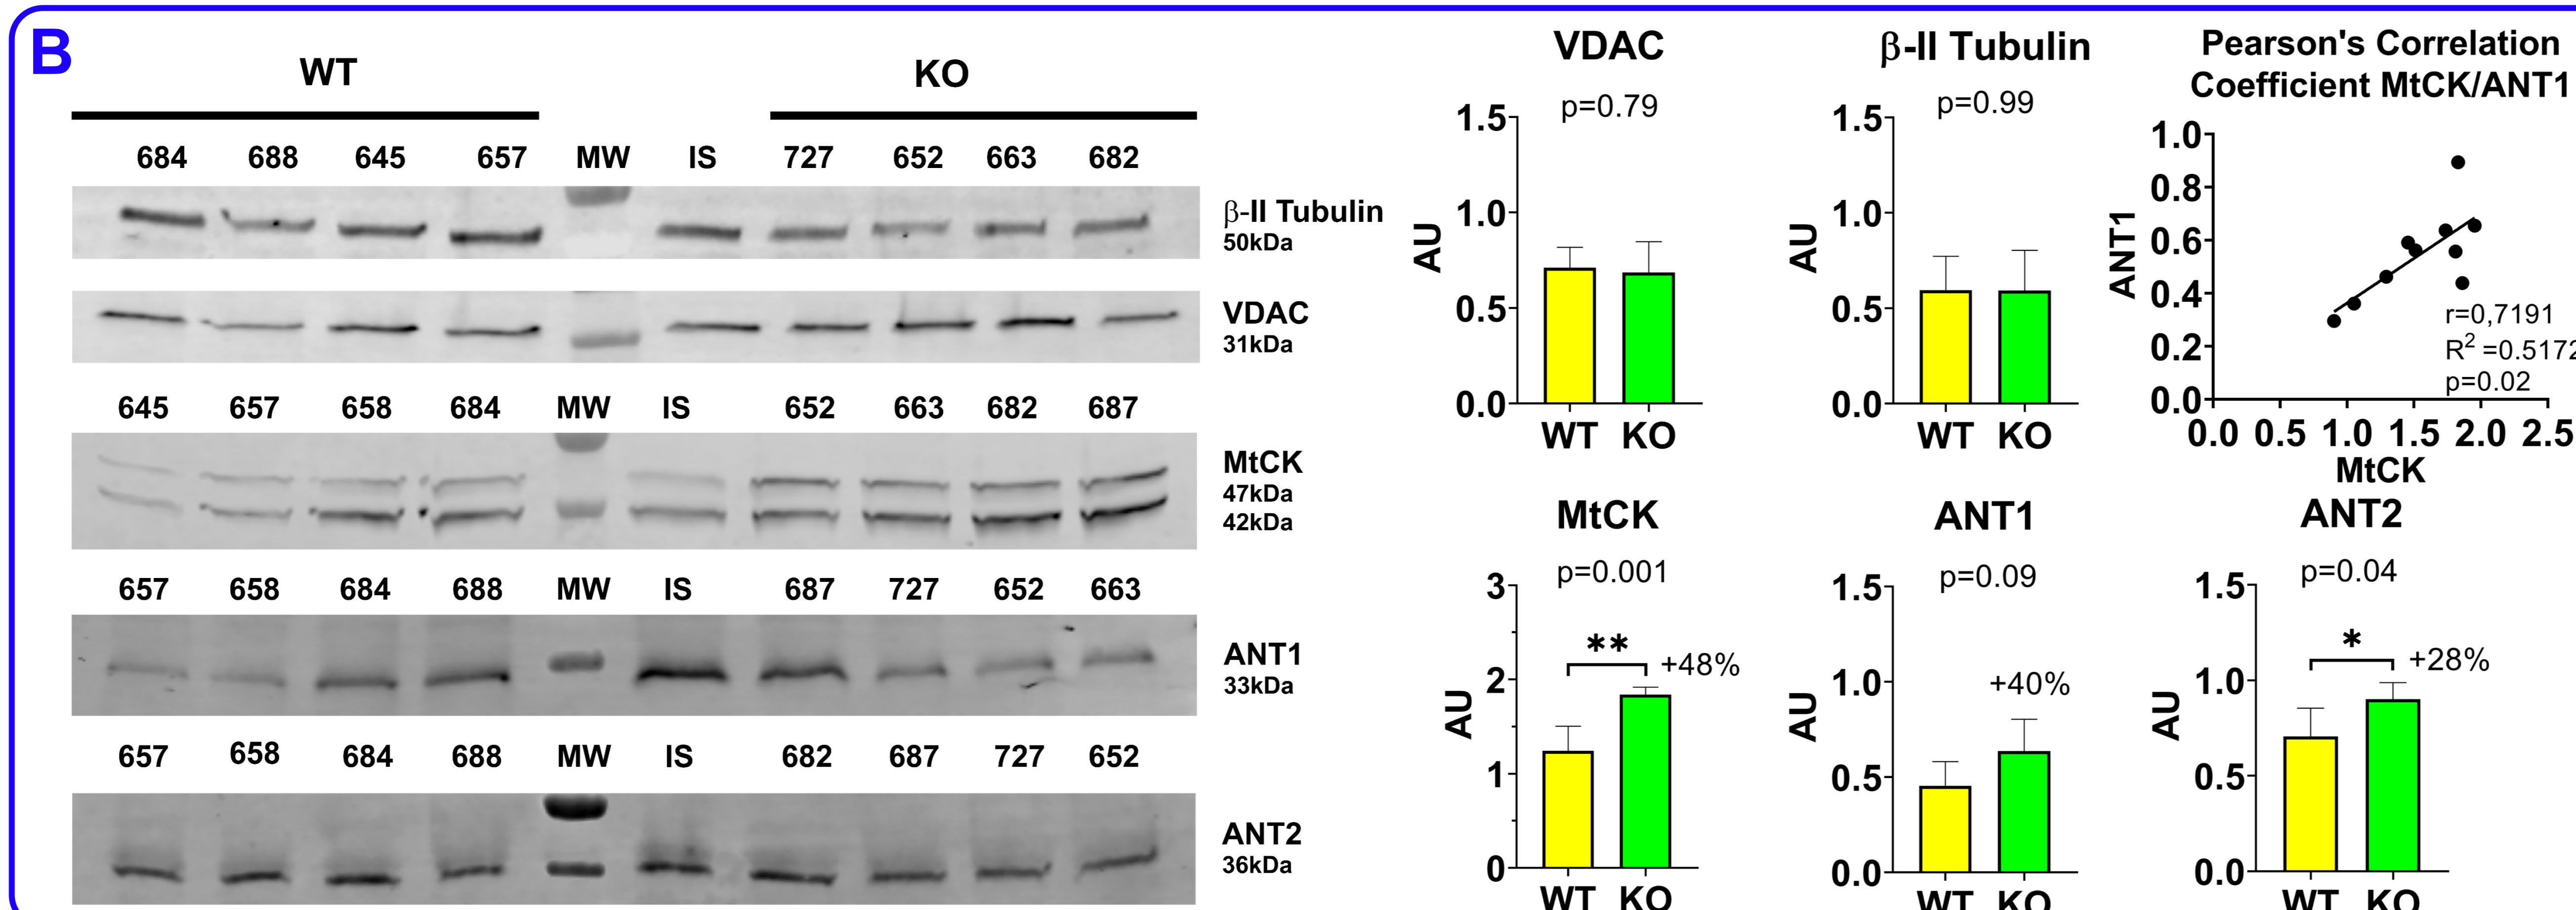 B
WT
KO
684 688 645 657 MW IS 727 652 663 682
β-II Tubulin
50kDa
VDAC
31kDa
645 657 658 684 MW IS 652 663 682 687
MtCK
47kDa
42kDa
657 658 684 688 MW IS 687 727 652 663
ANT1
33kDa
657 658 684 688 MW IS 682 687 727 652
ANT2
36kDa
VDAC
p=0.79
1.5
1.0
0.5
0.0
AU
WT KO
β-II Tubulin
p=0.99
1.5
1.0
0.5
0.0
AU
WT KO
Pearson's Correlation
Coefficient MtCK/ANT1
1.0
0.8
0.6
0.4
0.2
0.0
ANT1
r=0,7191
R2 =0.5172
p=0.02
0.0 0.5 1.0 1.5 2.0 2.5
MtCK
MtCK
p=0.001
3
2
1
0
AU
**
+48%
WT KO
ANT1
p=0.09
1.5
1.0
0.5
0.0
AU
+40%
WT KO
ANT2
p=0.04
1.5
1.0
0.5
0.0
AU
*
+28%
WT KO